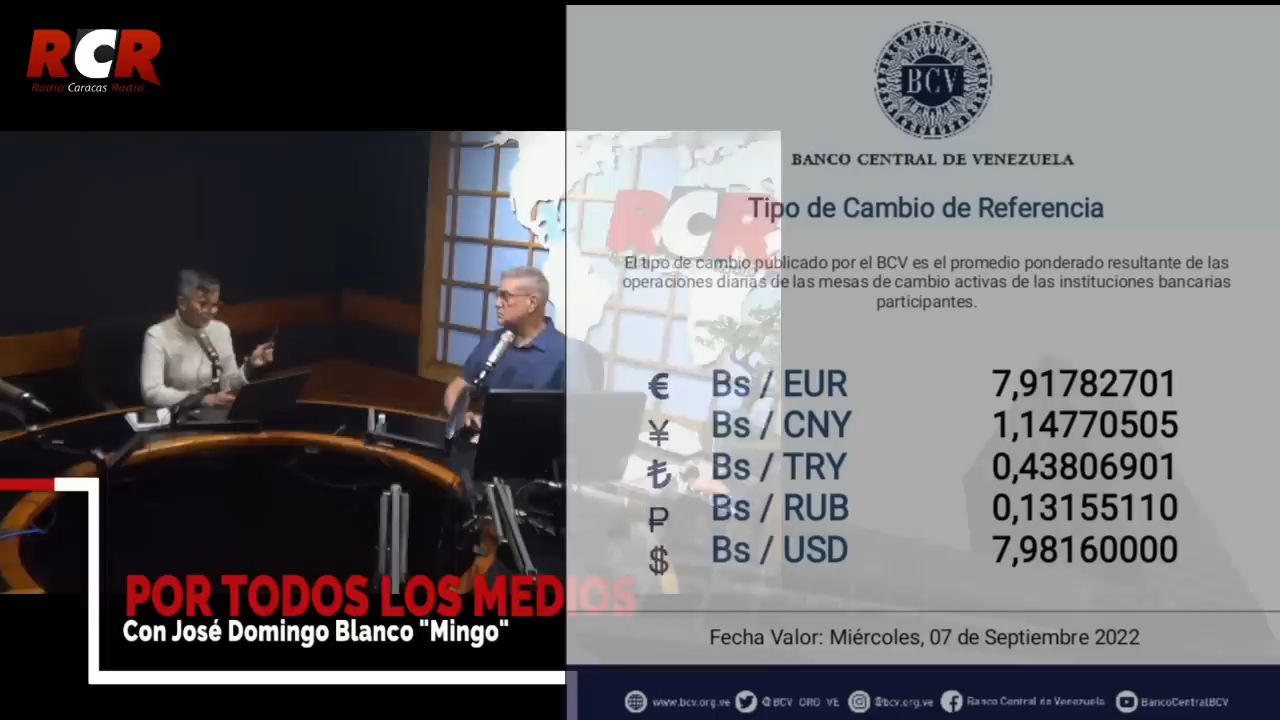 RCR
Radio Caracas Radio
BCV
BANCO CENTRAL DE VENEZUELA
RCR
Tipo de Cambio de Referencia
El tipo de cambio publicado por el BCV es el promedio ponderado resultante de las
operaciones diarias de las mesas de cambio activas de las instituciones bancarias
participantes.
€ Bs / EUR 7,91782701
¥ Bs / CNY 1,14770505
₺ Bs / TRY 0,43806901
₽ Bs / RUB 0,13155110
$ Bs / USD 7,98160000
POR TODOS LOS MEDIOS
Con José Domingo Blanco "Mingo"
Fecha Valor: Miércoles, 07 de Septiembre 2022
www.bcv.org.ve @BCV_ORG_VE @bcv.org.ve Banco Central de Venezuela BancoCentralBCV